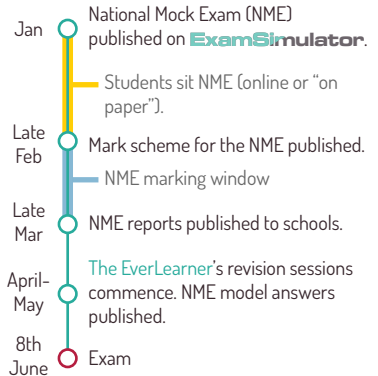 Jan
National Mock Exam (NME)
published on ExamSimulator.
Students sit NME (online or “on
paper”).
Late
Feb
Mark scheme for the NME published.
NME marking window
Late
Mar
NME reports published to schools.
April-
May
The EverLearner’s revision sessions
commence. NME model answers
published.
8th
June
Exam